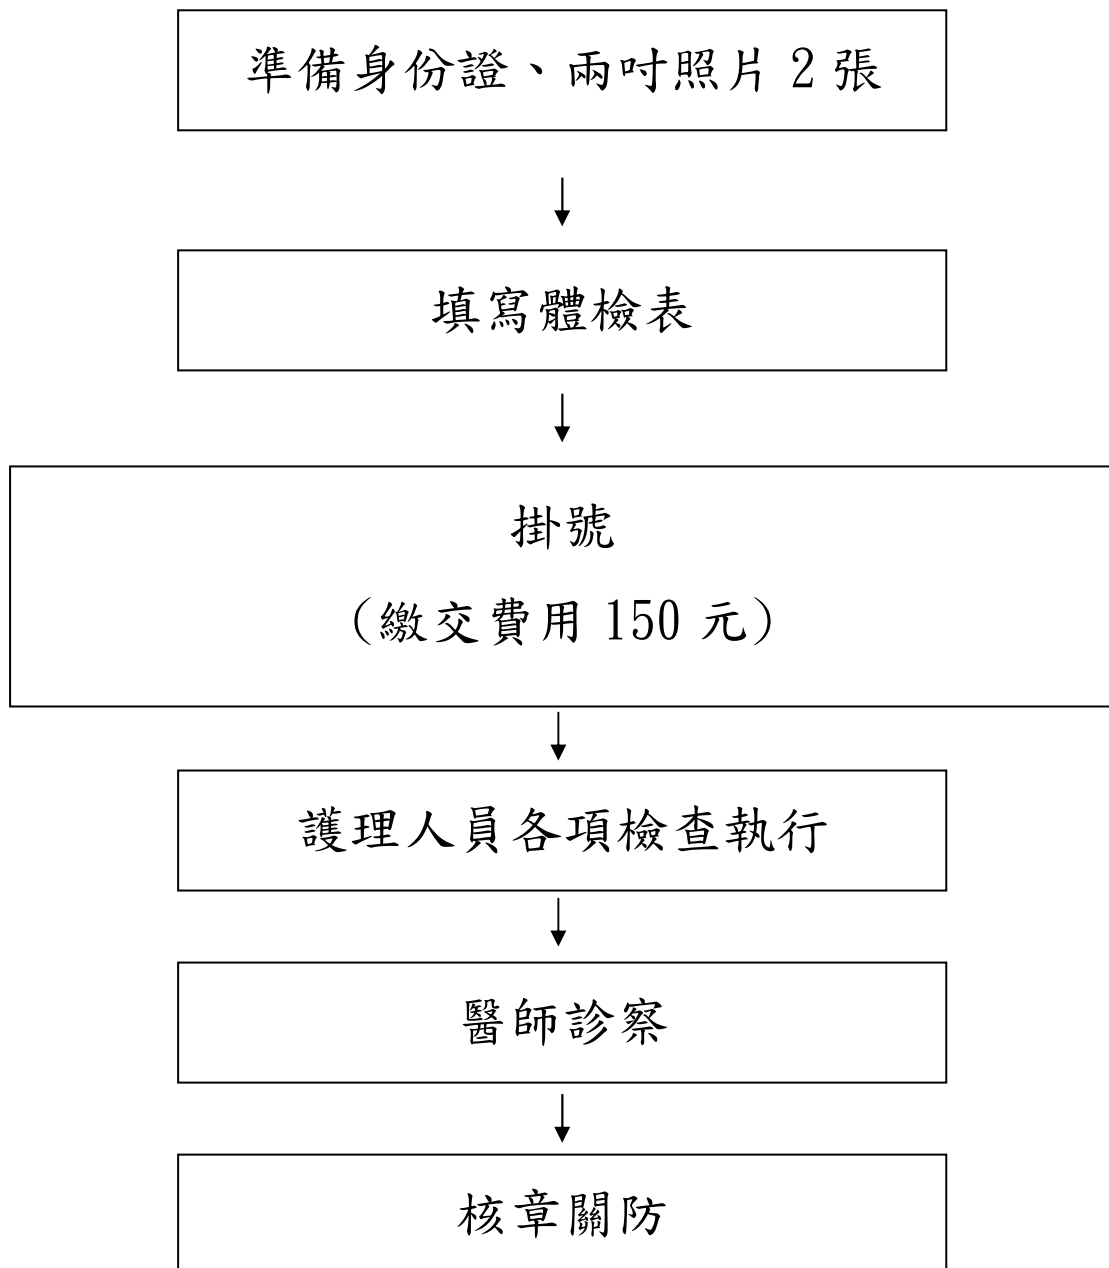 準備身份證、兩吋照片 2 張
填寫體檢表
掛號
（繳交費用 150 元）
護理人員各項檢查執行
醫師診察
核章關防